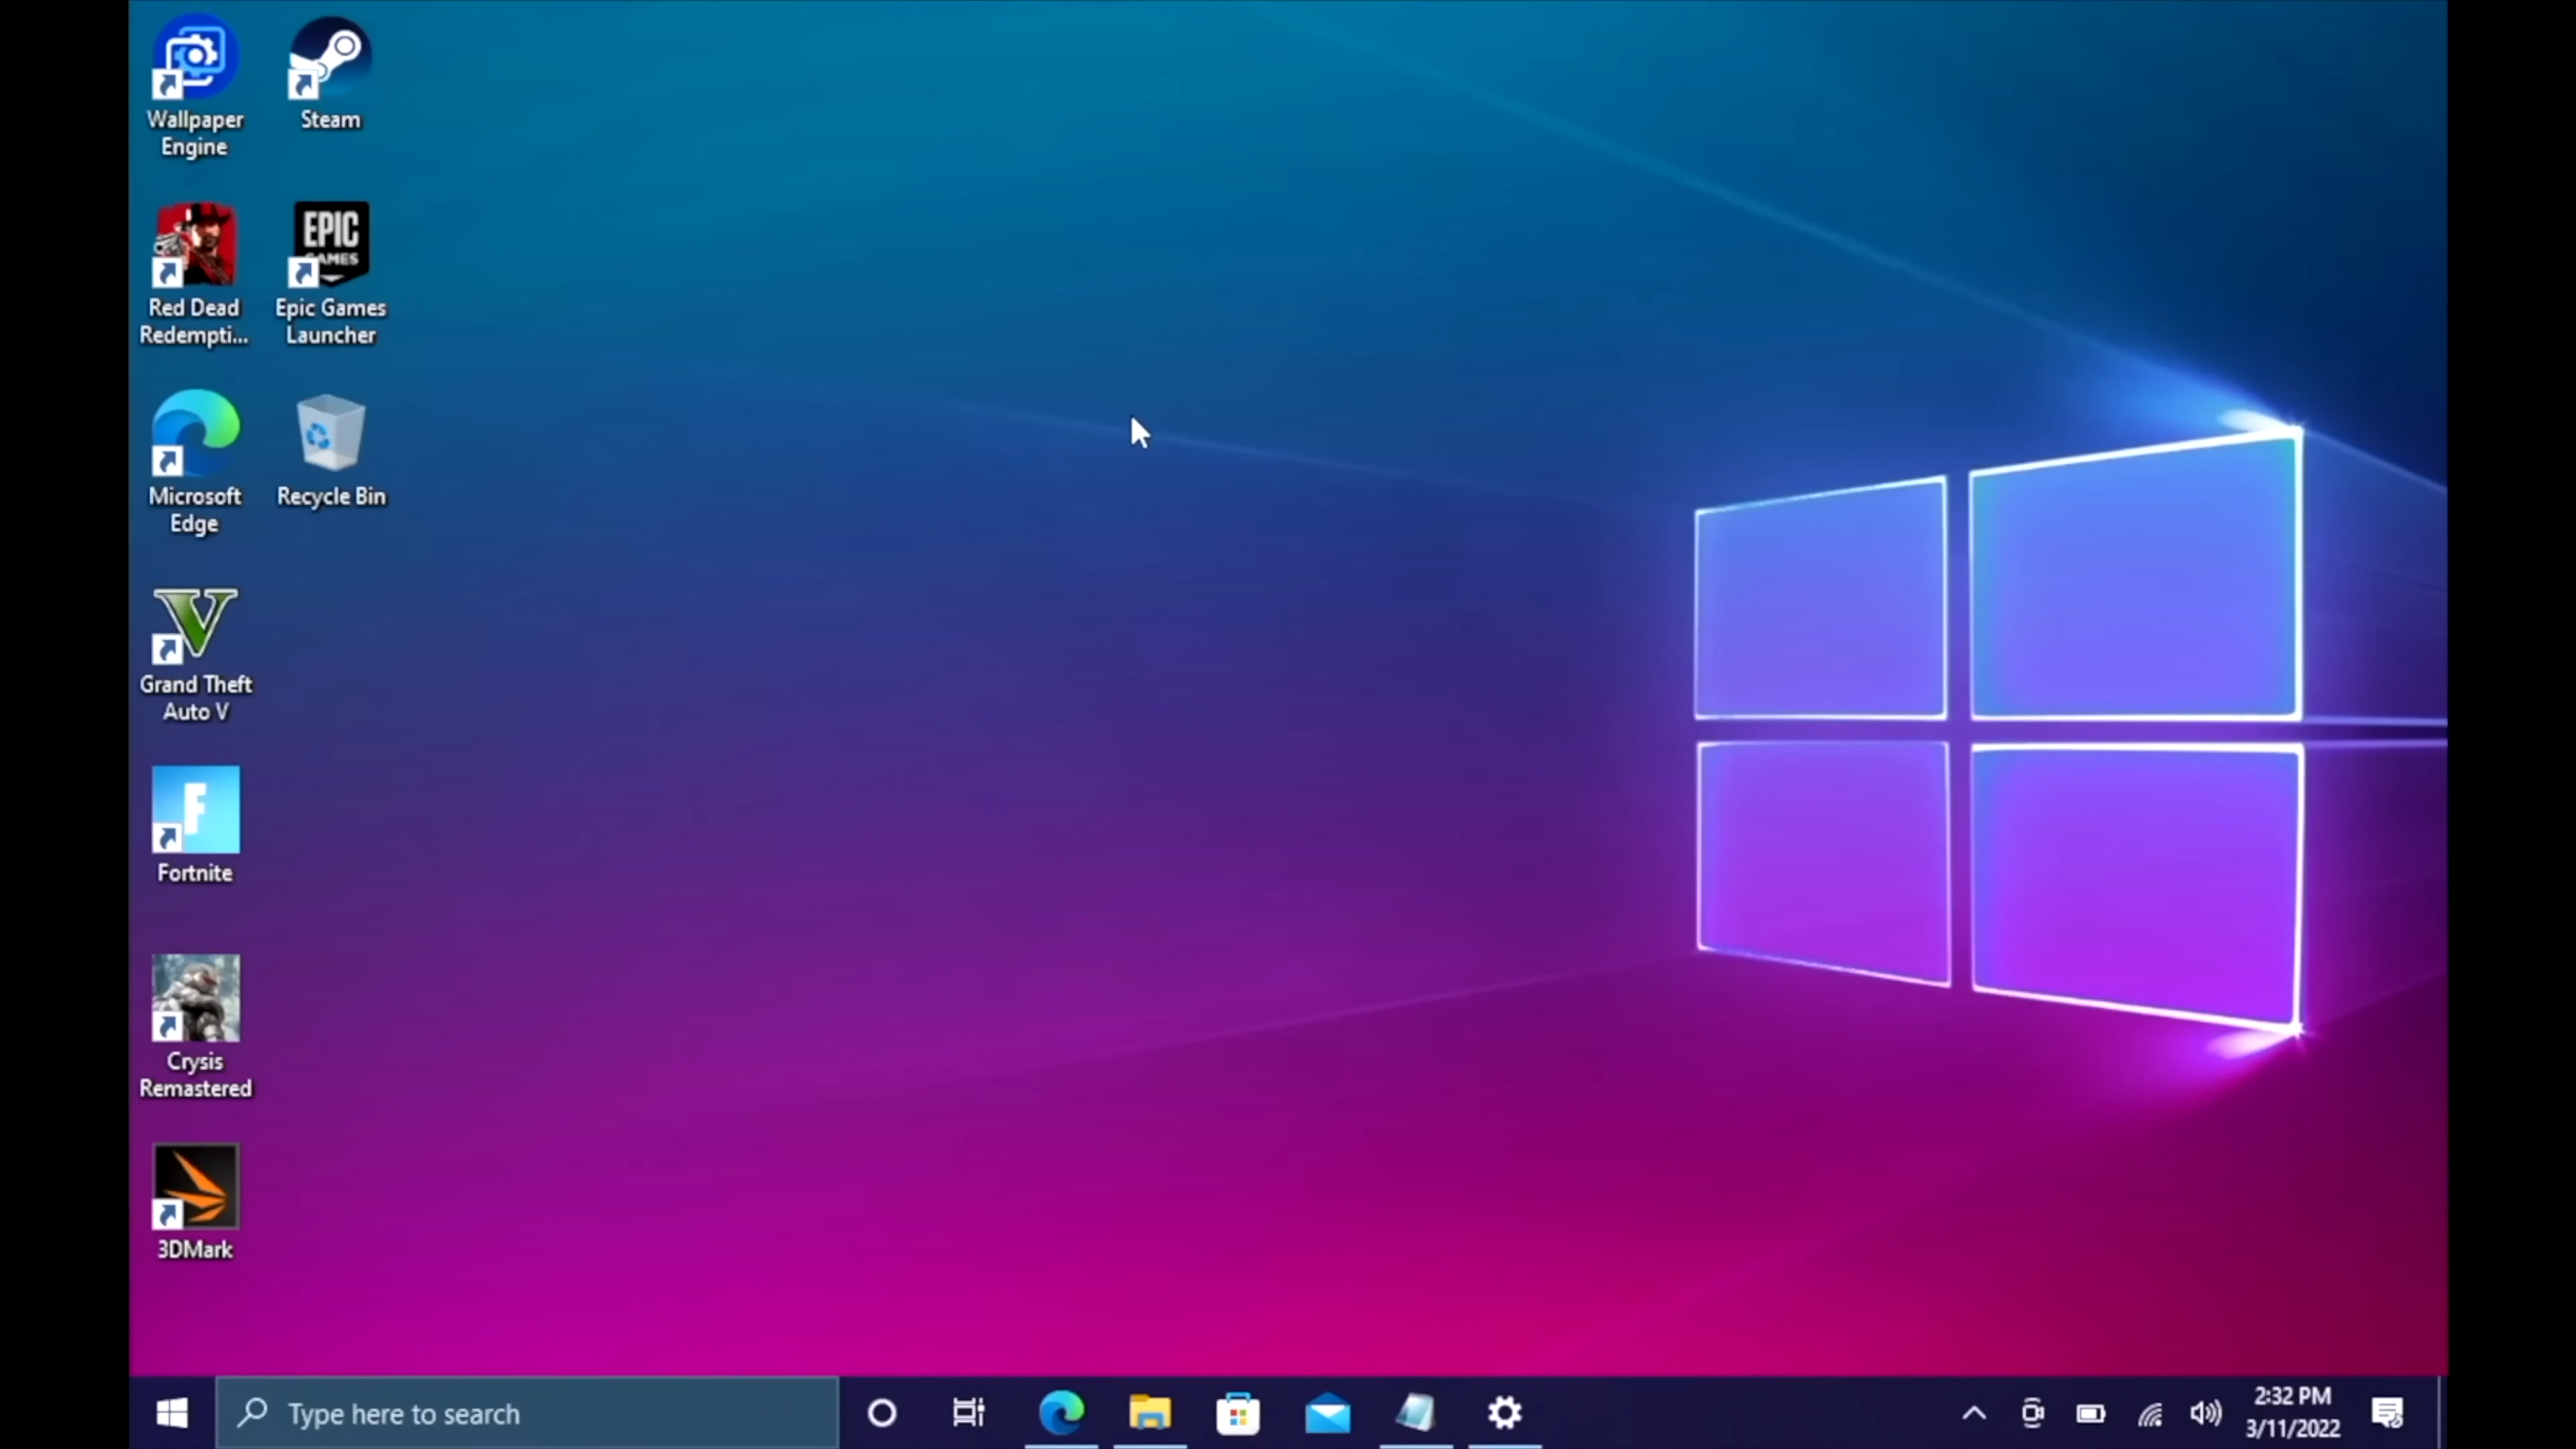 Wallpaper
Engine
Steam
Red Dead
Redempti...
EPIC
GAMES
Epic Games
Launcher
Microsoft
Edge
Recycle Bin
V
Grand Theft
Auto V
F
Fortnite
Crysis
Remastered
3DMark
Type here to search
2:32 PM
3/11/2022